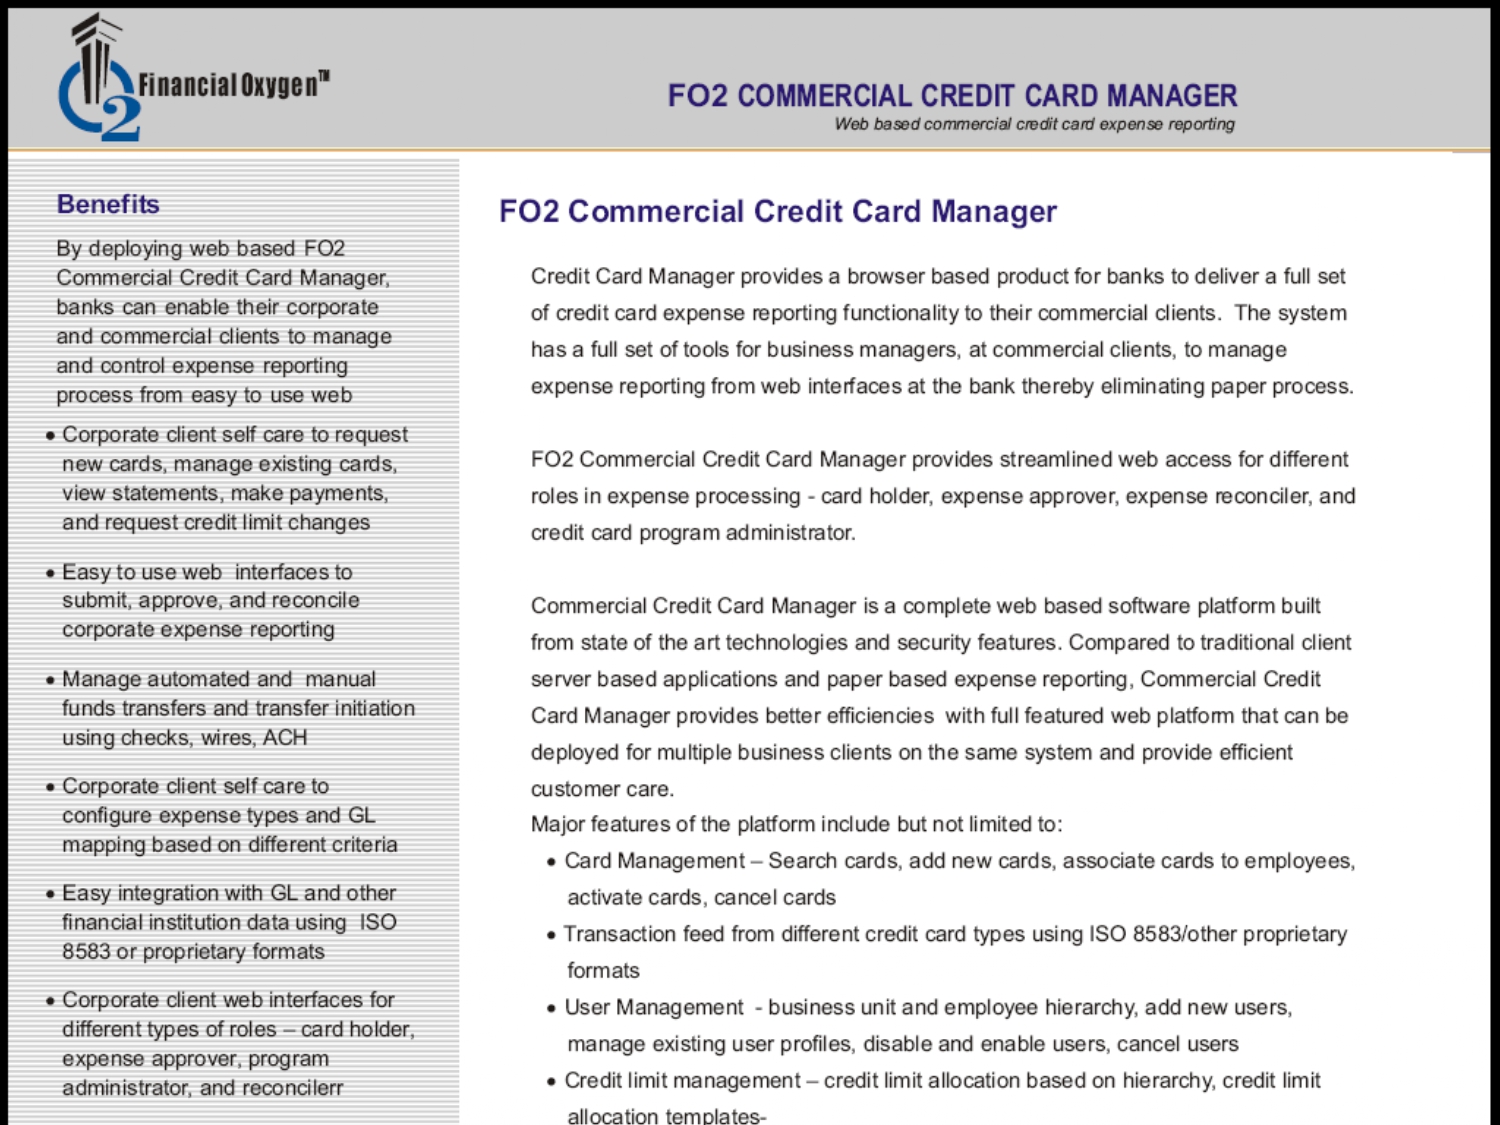 Financial Oxygen™
FO2 COMMERCIAL CREDIT CARD MANAGER
Web based commercial credit card expense reporting
Benefits
By deploying web based FO2
Commercial Credit Card Manager,
banks can enable their corporate
and commercial clients to manage
and control expense reporting
process from easy to use web
• Corporate client self care to request
new cards, manage existing cards,
view statements, make payments,
and request credit limit changes
• Easy to use web interfaces to
submit, approve, and reconcile
corporate expense reporting
• Manage automated and manual
funds transfers and transfer initiation
using checks, wires, ACH
• Corporate client self care to
configure expense types and GL
mapping based on different criteria
• Easy integration with GL and other
financial institution data using ISO
8583 or proprietary formats
• Corporate client web interfaces for
different types of roles – card holder,
expense approver, program
administrator, and reconcilerr
FO2 Commercial Credit Card Manager
Credit Card Manager provides a browser based product for banks to deliver a full set
of credit card expense reporting functionality to their commercial clients. The system
has a full set of tools for business managers, at commercial clients, to manage
expense reporting from web interfaces at the bank thereby eliminating paper process.
FO2 Commercial Credit Card Manager provides streamlined web access for different
roles in expense processing - card holder, expense approver, expense reconciler, and
credit card program administrator.
Commercial Credit Card Manager is a complete web based software platform built
from state of the art technologies and security features. Compared to traditional client
server based applications and paper based expense reporting, Commercial Credit
Card Manager provides better efficiencies with full featured web platform that can be
deployed for multiple business clients on the same system and provide efficient
customer care.
Major features of the platform include but not limited to:
• Card Management – Search cards, add new cards, associate cards to employees,
activate cards, cancel cards
• Transaction feed from different credit card types using ISO 8583/other proprietary
formats
• User Management - business unit and employee hierarchy, add new users,
manage existing user profiles, disable and enable users, cancel users
• Credit limit management – credit limit allocation based on hierarchy, credit limit
allocation templates-